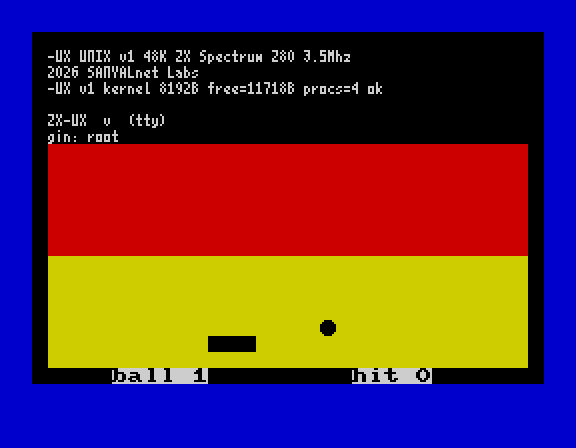 -UX UNIX v1 48K ZX Spectrum Z80 3.5Mhz
2026 SANYALnet Labs
-UX v1 kernel 8192B free=11718B procs=4 ok
ZX-UX v (tty)
gin: root
ball 1 hit 0